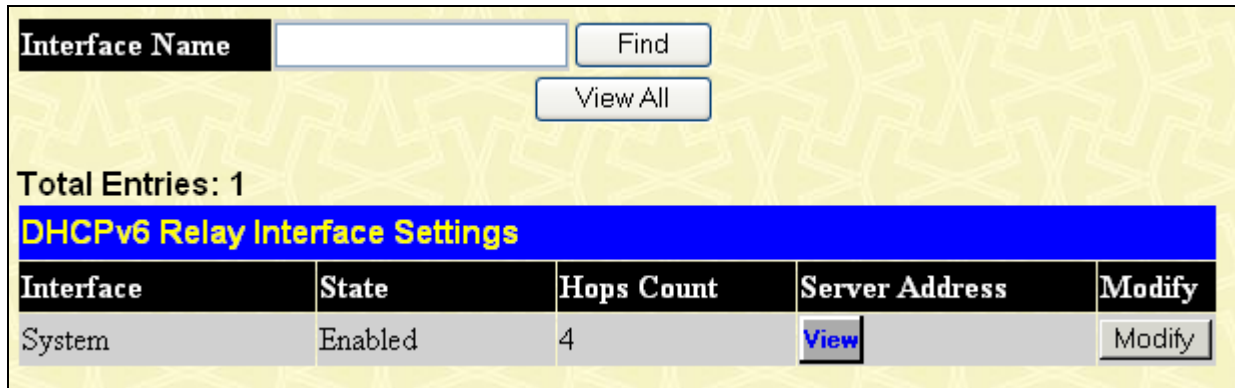 Interface Name Find
View All
Total Entries: 1
DHCPv6 Relay Interface Settings
Interface State Hops Count Server Address Modify
System Enabled 4 View Modify